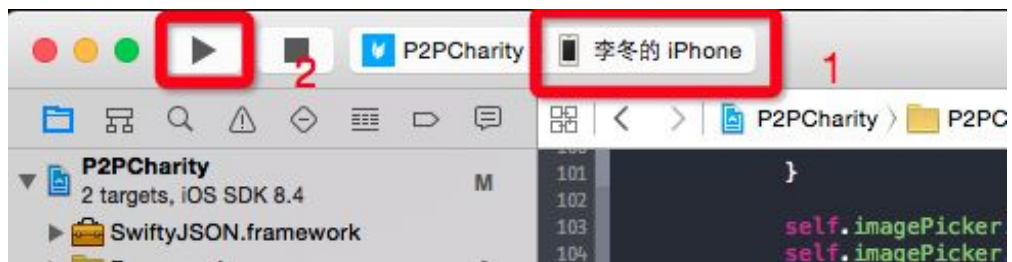 P2PCharity
李冬的 iPhone
1
2
P2PCharity
P2PC
P2PCharity
2 targets, iOS SDK 8.4
M
SwiftyJSON.framework
101
}
102
103
self.imagePicker
104
self.imagePicker